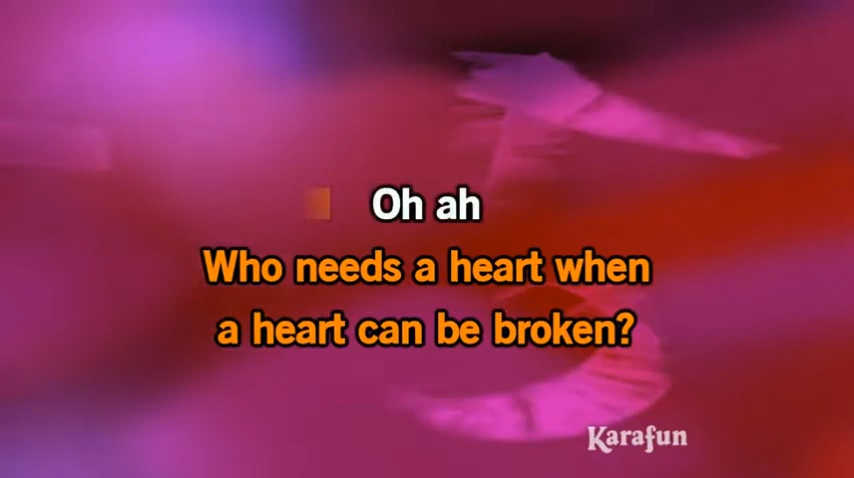 Oh ah
Who needs a heart when
a heart can be broken?
Karafun